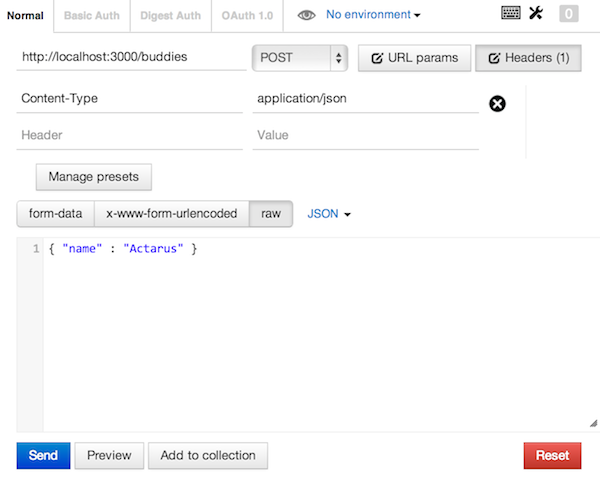 Normal Basic Auth Digest Auth OAuth 1.0 No environment 0
http://localhost:3000/buddies POST URL params Headers (1)
Content-Type application/json
Header Value
Manage presets
form-data x-www-form-urlencoded raw JSON
1 { "name" : "Actarus" }
Send Preview Add to collection Reset